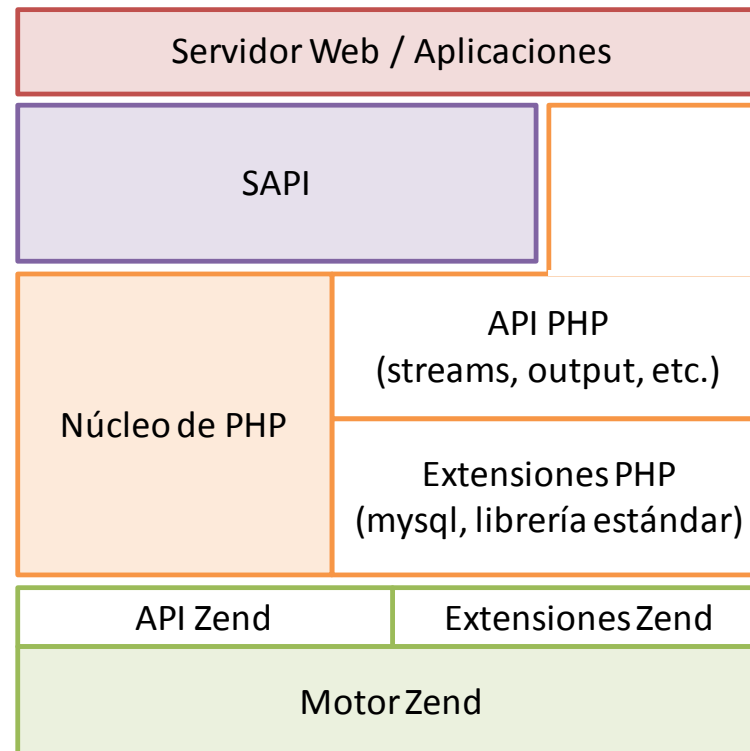 Servidor Web / Aplicaciones
SAPI
API PHP
(streams, output, etc.)
Núcleo de PHP
Extensiones PHP
(mysql, librería estándar)
API Zend
Extensiones Zend
Motor Zend